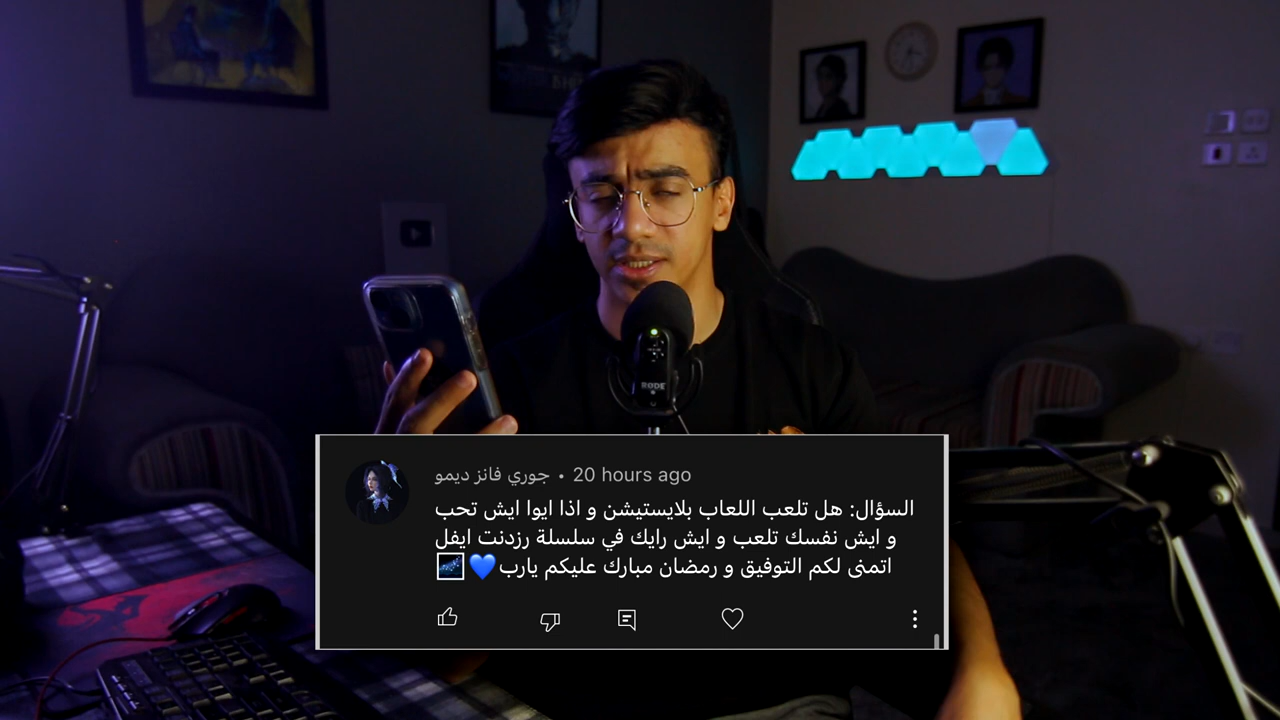 RODE
جوري فانز ديمو • 20 hours ago
السؤال: هل تلعب اللعاب بلايستيشن و اذا ايوا ايش تحب
و ايش نفسك تلعب و ايش رايك في سلسلة رزدنت ايفل
اتمنى لكم التوفيق و رمضان مبارك عليكم يارب💙🌌